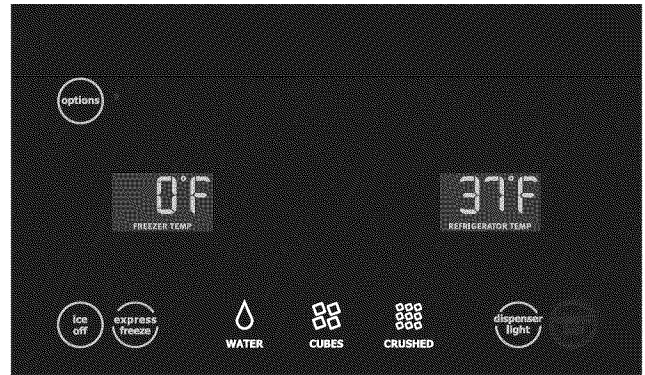 options
0°F
37°F
FREEZER TEMP
REFRIGERATOR TEMP
ice
off
express
freeze
WATER
CUBES
CRUSHED
dispenser
light